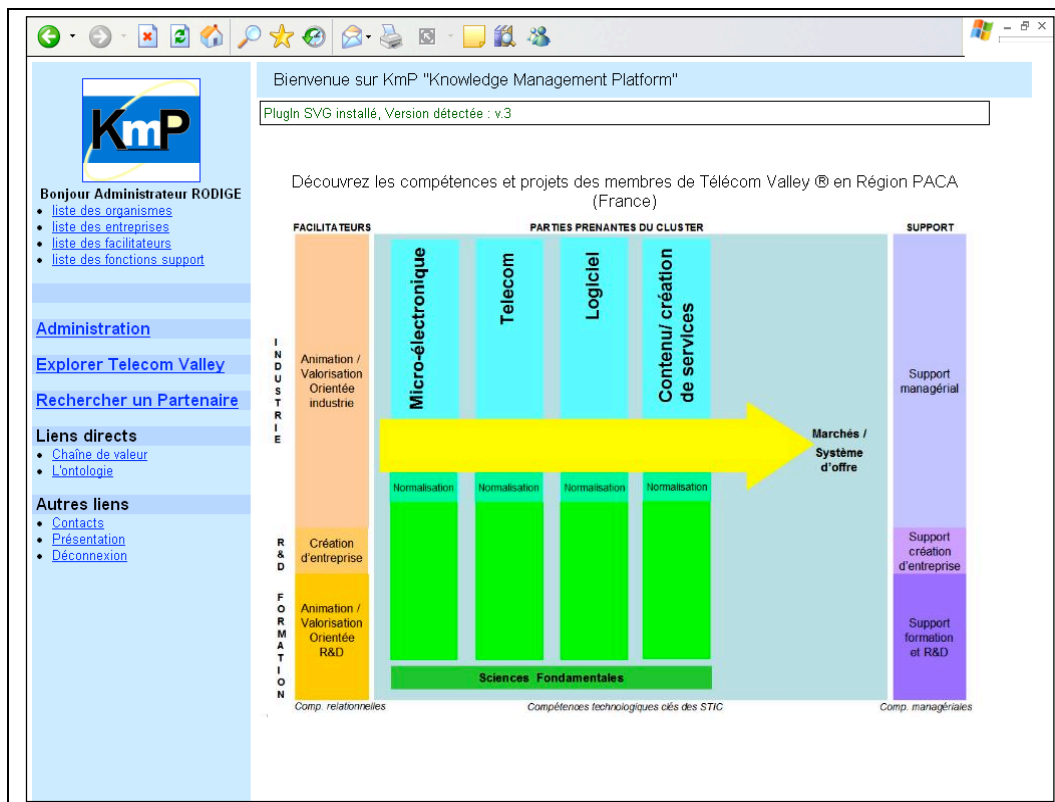 Bienvenue sur KmP "Knowledge Management Platform"
PlugIn SVG installé, Version détectée : v.3
KmP
Bonjour Administrateur RODIGE
liste des organismes
liste des entreprises
liste des facilitateurs
liste des fonctions support
Administration
Explorer Telecom Valley
Rechercher un Partenaire
Liens directs
Chaîne de valeur
L'ontologie
Autres liens
Contacts
Présentation
Déconnexion
Découvrez les compétences et projets des membres de Télécom Valley ® en Région PACA
(France)
FACILITATEURS
PARTIES PRENANTES DU CLUSTER
SUPPORT
INDUSTRIE
R&D
FORMATION
Animation /
Valorisation
Orientée
industrie
Création
d'entreprise
Animation /
Valorisation
Orientée
R&D
Micro-électronique
Telecom
Logiciel
Contenu/ création
de services
Marchés /
Système
d'offre
Normalisation
Normalisation
Normalisation
Normalisation
Sciences Fondamentales
Support
managérial
Support
création
d'entreprise
Support
formation
et R&D
Comp. relationnelles
Compétences technologiques clés des STIC
Comp. managériales